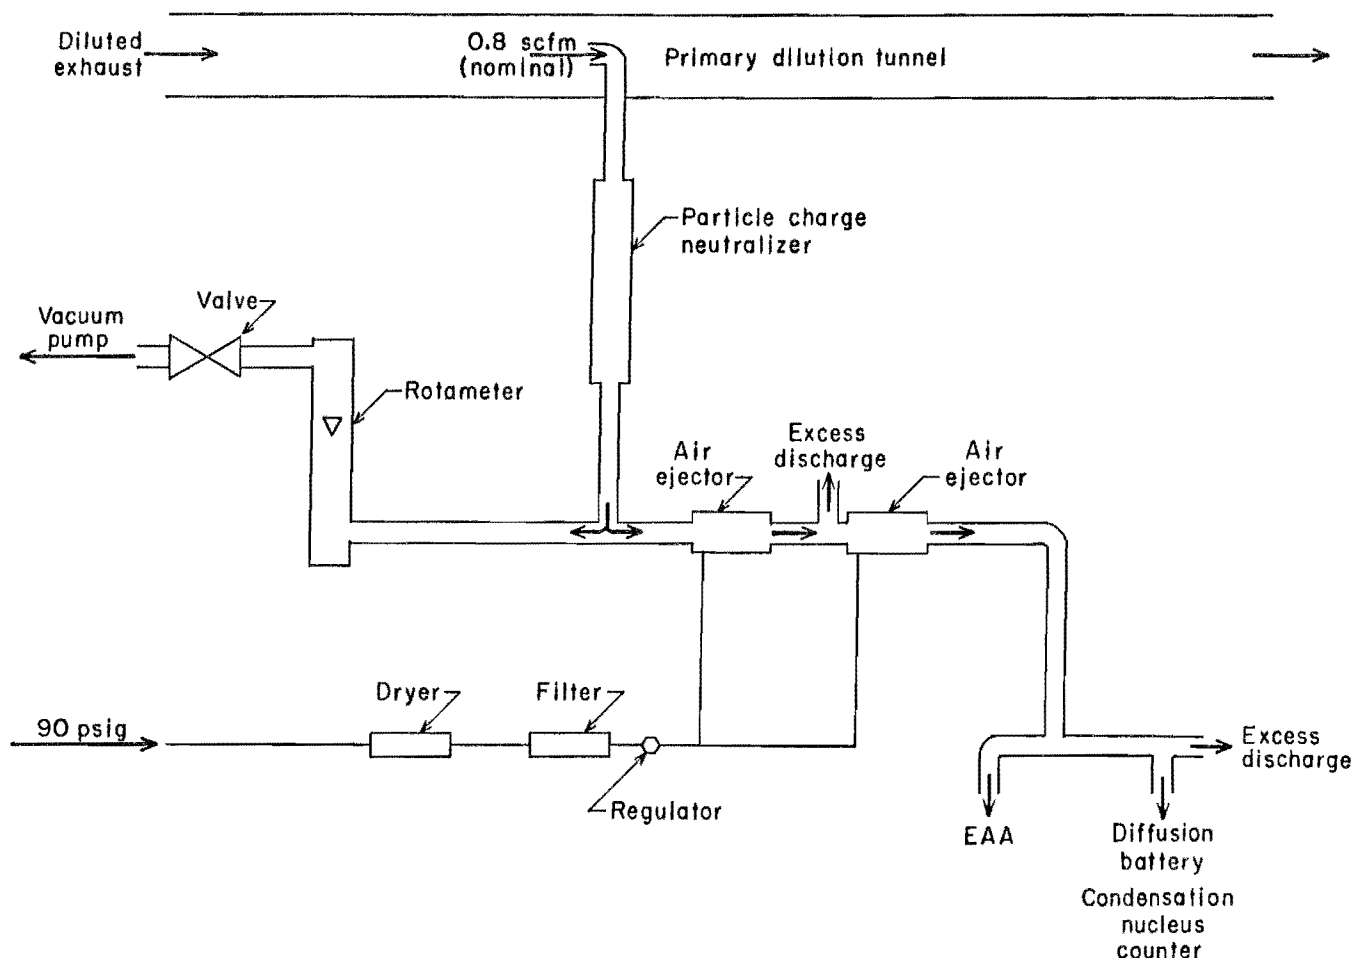 Diluted
exhaust
0.8 scfm
(nominal)
Primary dilution tunnel
Particle charge
neutralizer
Valve
Vacuum
pump
Rotameter
Air
ejector
Excess
discharge
Air
ejector
Dryer
Filter
90 psig
Regulator
Excess
discharge
EAA
Diffusion
battery
Condensation
nucleus
counter